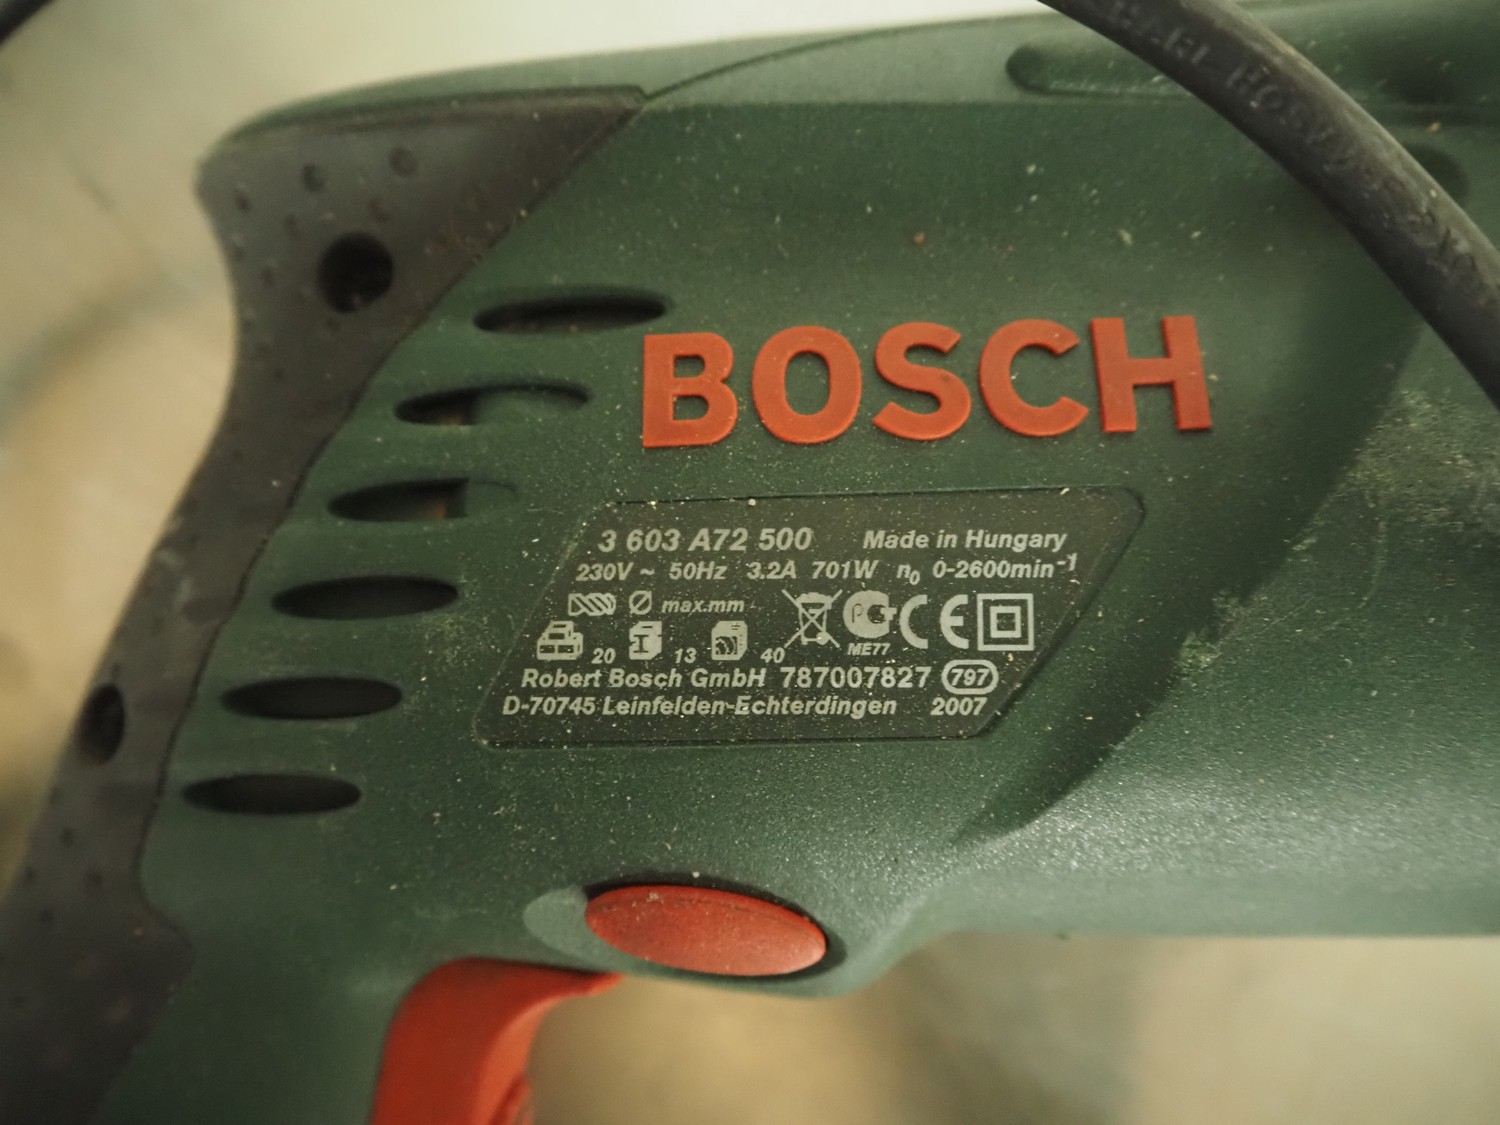 BOSCH
3 603 A72 500 Made in Hungary
230V ~ 50Hz 3.2A 701W n₀ 0-2600min⁻¹
Ø max.mm
20 13 40 ME77 CE
Robert Bosch GmbH 787007827 797
D-70745 Leinfelden-Echterdingen 2007